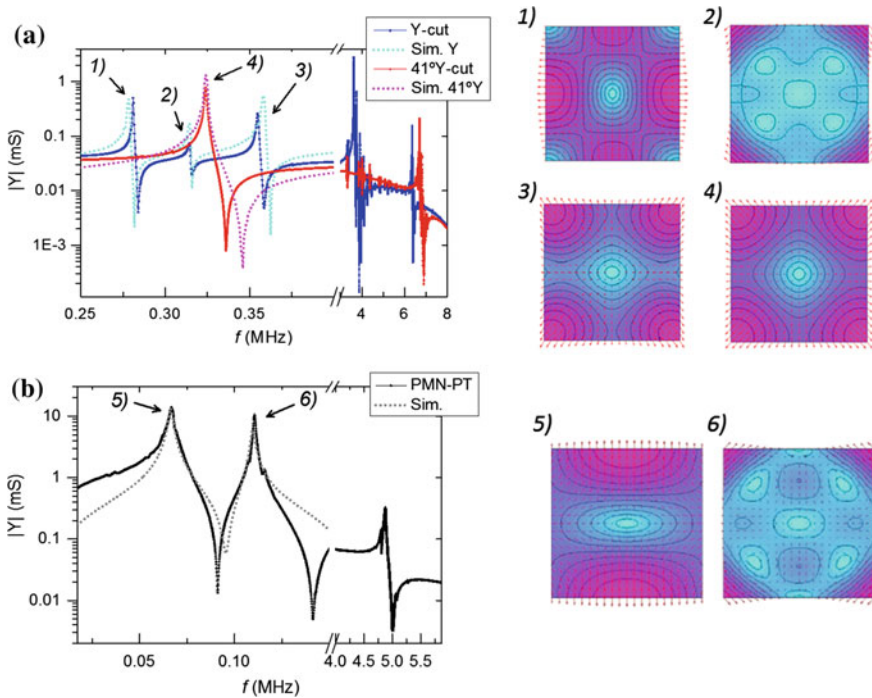 (a)
Y-cut
Sim. Y
41ºY-cut
Sim. 41ºY
1)
2)
4)
3)
|Y| (mS)
1
0.1
0.01
1E-3
0.25 0.30 0.35 4 6 8
f (MHz)
(b)
PMN-PT
Sim.
5)
6)
|Y| (mS)
10
1
0.1
0.01
0.05 0.10 4.0 4.5 5.0 5.5
f (MHz)
1)
2)
3)
4)
5)
6)